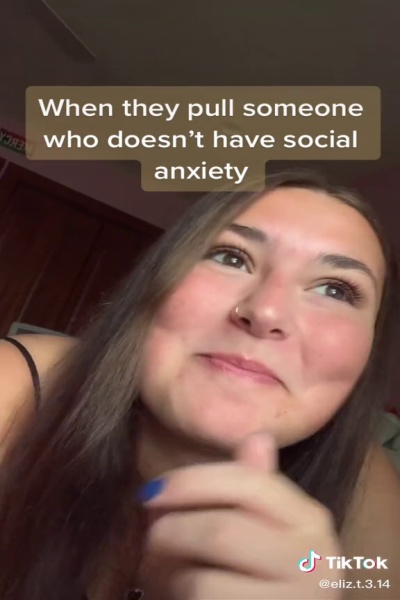 When they pull someone
who doesn't have social
anxiety
TikTok
@eliz.t.3.14